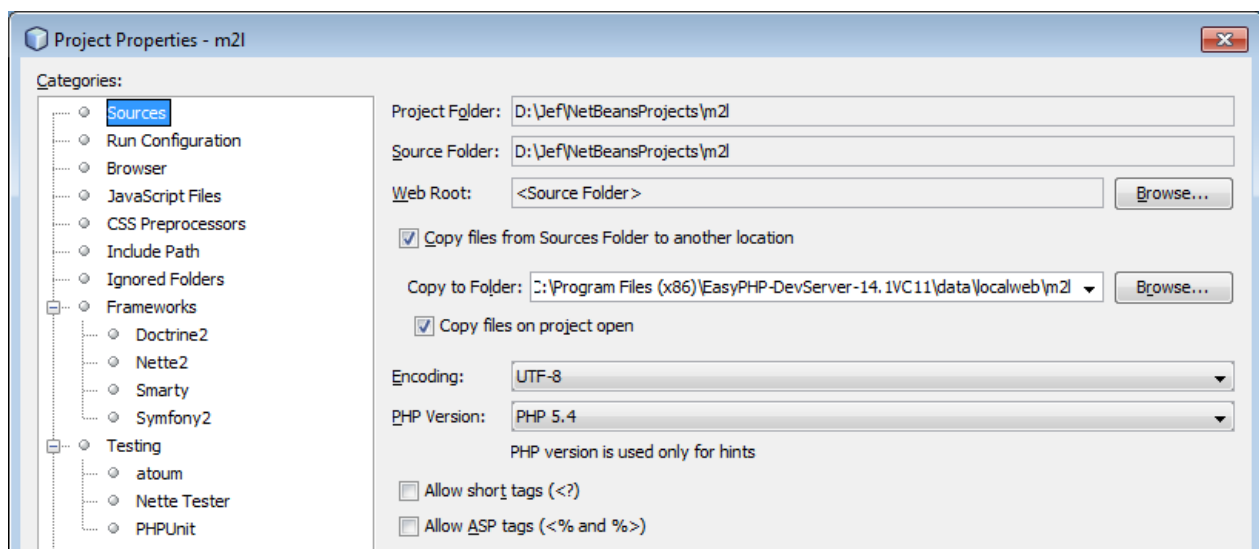 Project Properties - m2l
Categories:
Sources
Run Configuration
Browser
JavaScript Files
CSS Preprocessors
Include Path
Ignored Folders
Frameworks
Doctrine2
Nette2
Smarty
Symfony2
Testing
atoum
Nette Tester
PHPUnit
Project Folder: D:\Jef\NetBeansProjects\m2l
Source Folder: D:\Jef\NetBeansProjects\m2l
Web Root: <Source Folder> Browse...
Copy files from Sources Folder to another location
Copy to Folder: C:\Program Files (x86)\EasyPHP-DevServer-14.1VC11\data\localweb\m2l Browse...
Copy files on project open
Encoding: UTF-8
PHP Version: PHP 5.4
PHP version is used only for hints
Allow short tags (<?)
Allow ASP tags (<% and %>)